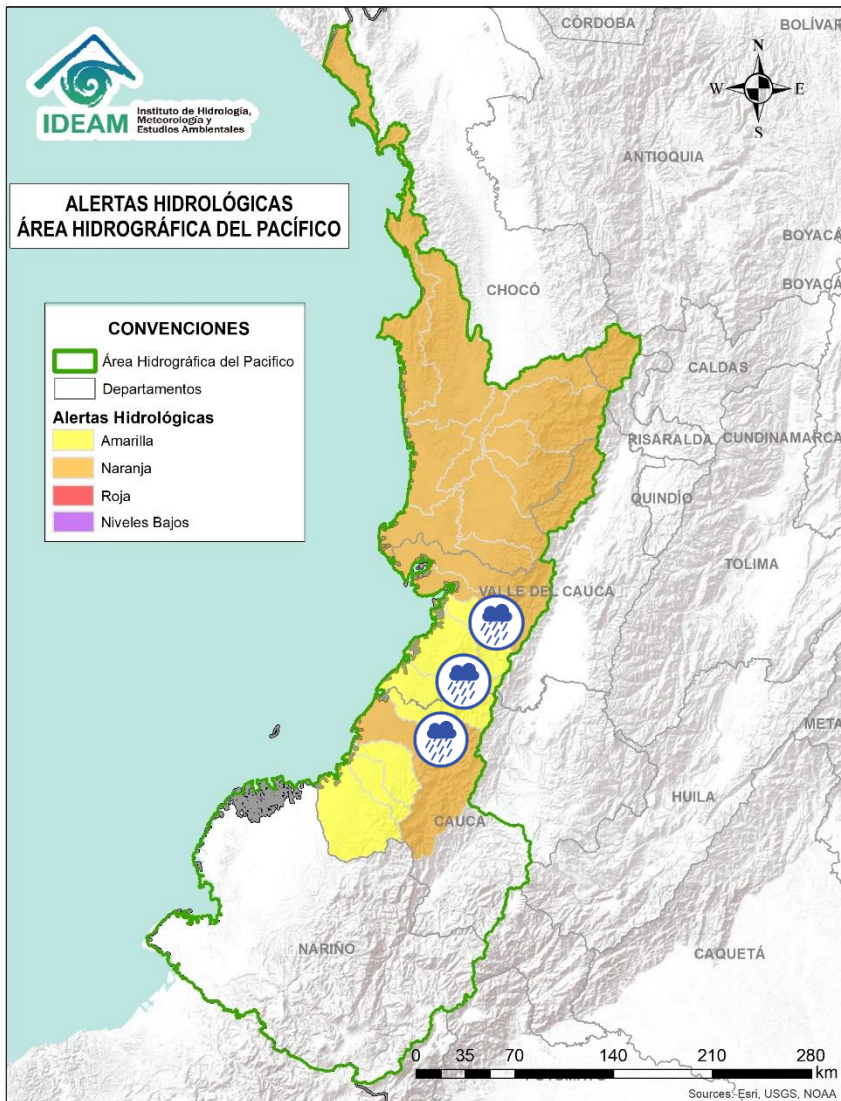 IDEAM
Instituto de Hidrología,
Meteorología y
Estudios Ambientales
ALERTAS HIDROLÓGICAS
ÁREA HIDROGRÁFICA DEL PACÍFICO
CONVENCIONES
Área Hidrográfica del Pacifico
Departamentos
Alertas Hidrológicas
Amarilla
Naranja
Roja
Niveles Bajos
N
W
E
S
CÓRDOBA
BOLÍVAR
ANTIOQUIA
BOYACÁ
CHOCÓ
BOYACÁ
CALDAS
RISARALDA
CUNDINAMARCA
QUINDÍO
TOLIMA
VALLE DEL CAUCA
META
HUILA
CAUCA
NARIÑO
CAQUETÁ
0 35 70 140 210 280
km
Sources: Esri, USGS, NOAA